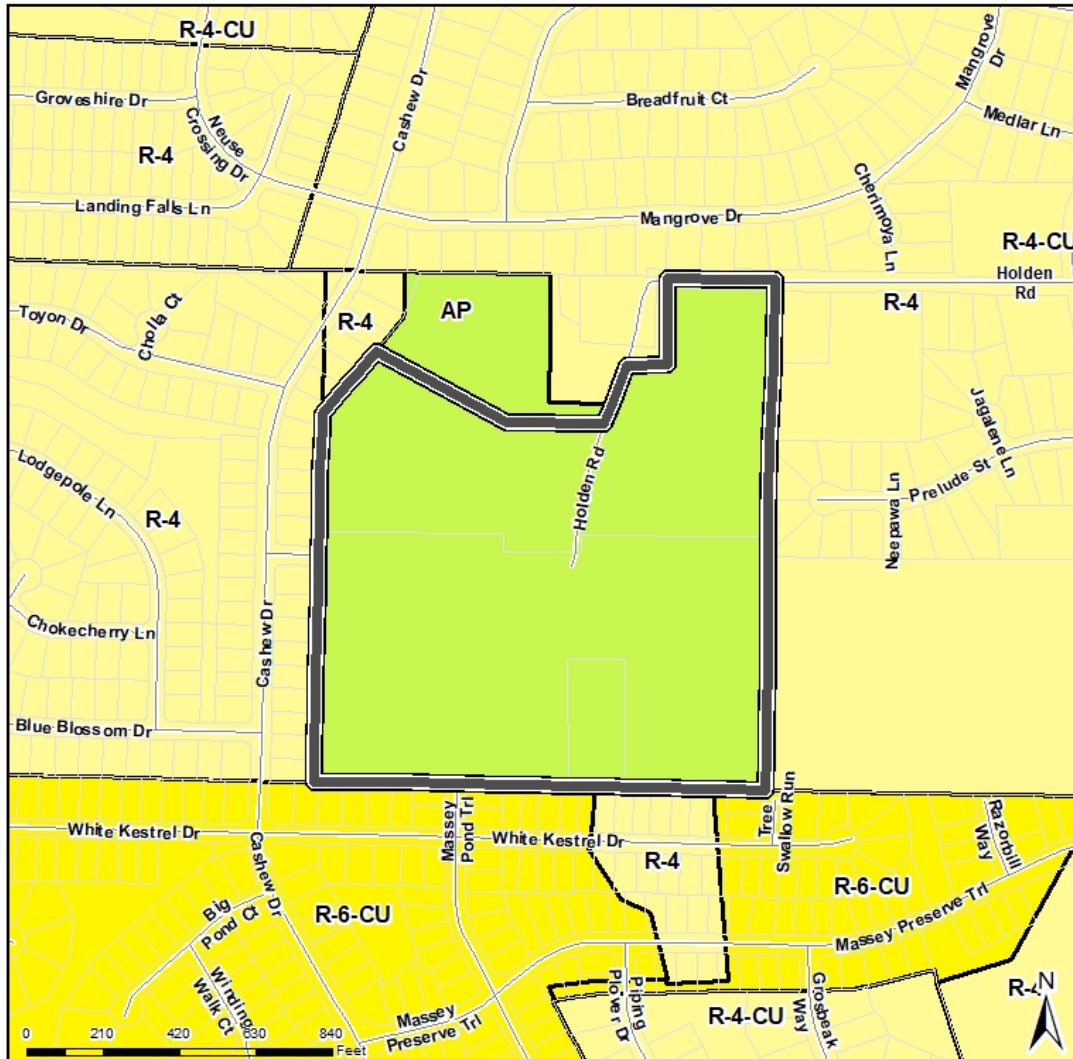 R-4-CU
Groveshire Dr
Neuse
Crossing Dr
R-4
Landing Falls Ln
Cashew Dr
Breadfruit Ct
Mangrove
Dr
Medlar Ln
Cherimoya Ln
Mangrove Dr
R-4-CU
Holden
Rd
R-4
Toyon Dr
Cholla Ct
R-4
AP
Holden Rd
Jagalene Ln
Prelude St
Neepawa Ln
Lodgepole Ln
R-4
Chokecherry Ln
Cashew Dr
Blue Blossom Dr
White Kestrel Dr
Massey
Pond Trl
White Kestrel Dr
Tree
Swallow Run
Razorbill
Way
Cashew Dr
R-4
Big
Pond Ct
R-6-CU
R-6-CU
Massey Preserve Trl
Winding
Walk Ct
Massey
Preserve Trl
Piping
Plover Dr
R-4-CU
Grosbeak
Way
R-4
N
0 210 420 630 840
Feet